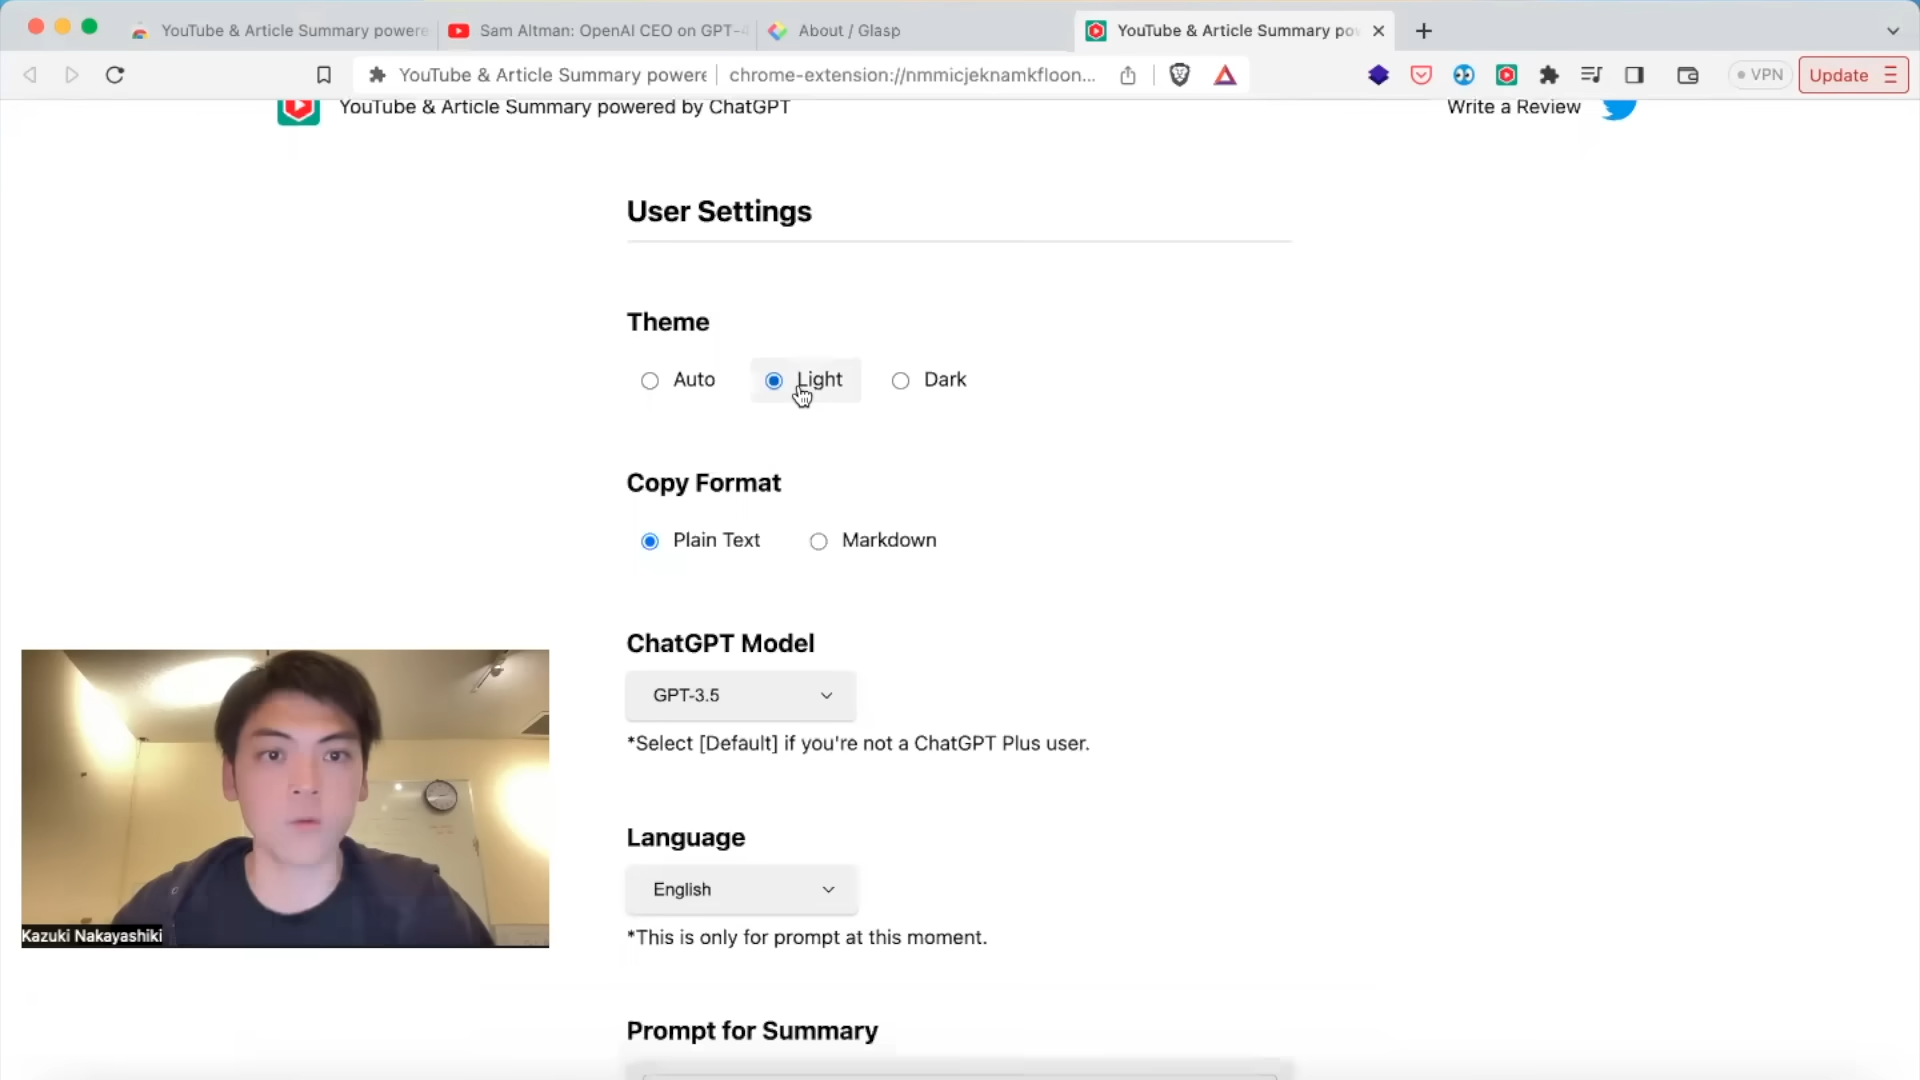 YouTube & Article Summary powere
Sam Altman: OpenAI CEO on GPT-4
About / Glasp
YouTube & Article Summary po
YouTube & Article Summary powere
chrome-extension://nmmicjeknamkfloon...
VPN
Update
YouTube & Article Summary powered by ChatGPT
Write a Review
User Settings
Theme
Auto
Light
Dark
Copy Format
Plain Text
Markdown
ChatGPT Model
GPT-3.5
*Select [Default] if you're not a ChatGPT Plus user.
Language
English
*This is only for prompt at this moment.
Prompt for Summary
Kazuki Nakayashiki